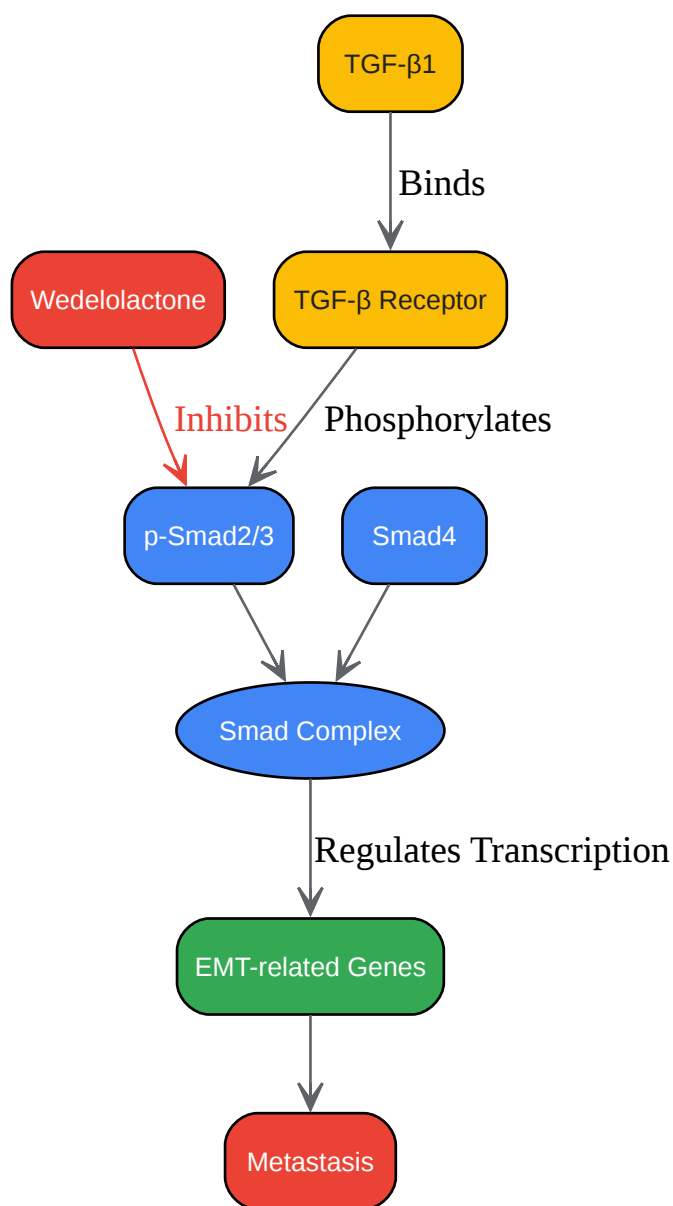 TGF-β1
Binds
Wedelolactone
TGF-β Receptor
Inhibits
Phosphorylates
p-Smad2/3
Smad4
Smad Complex
Regulates Transcription
EMT-related Genes
Metastasis